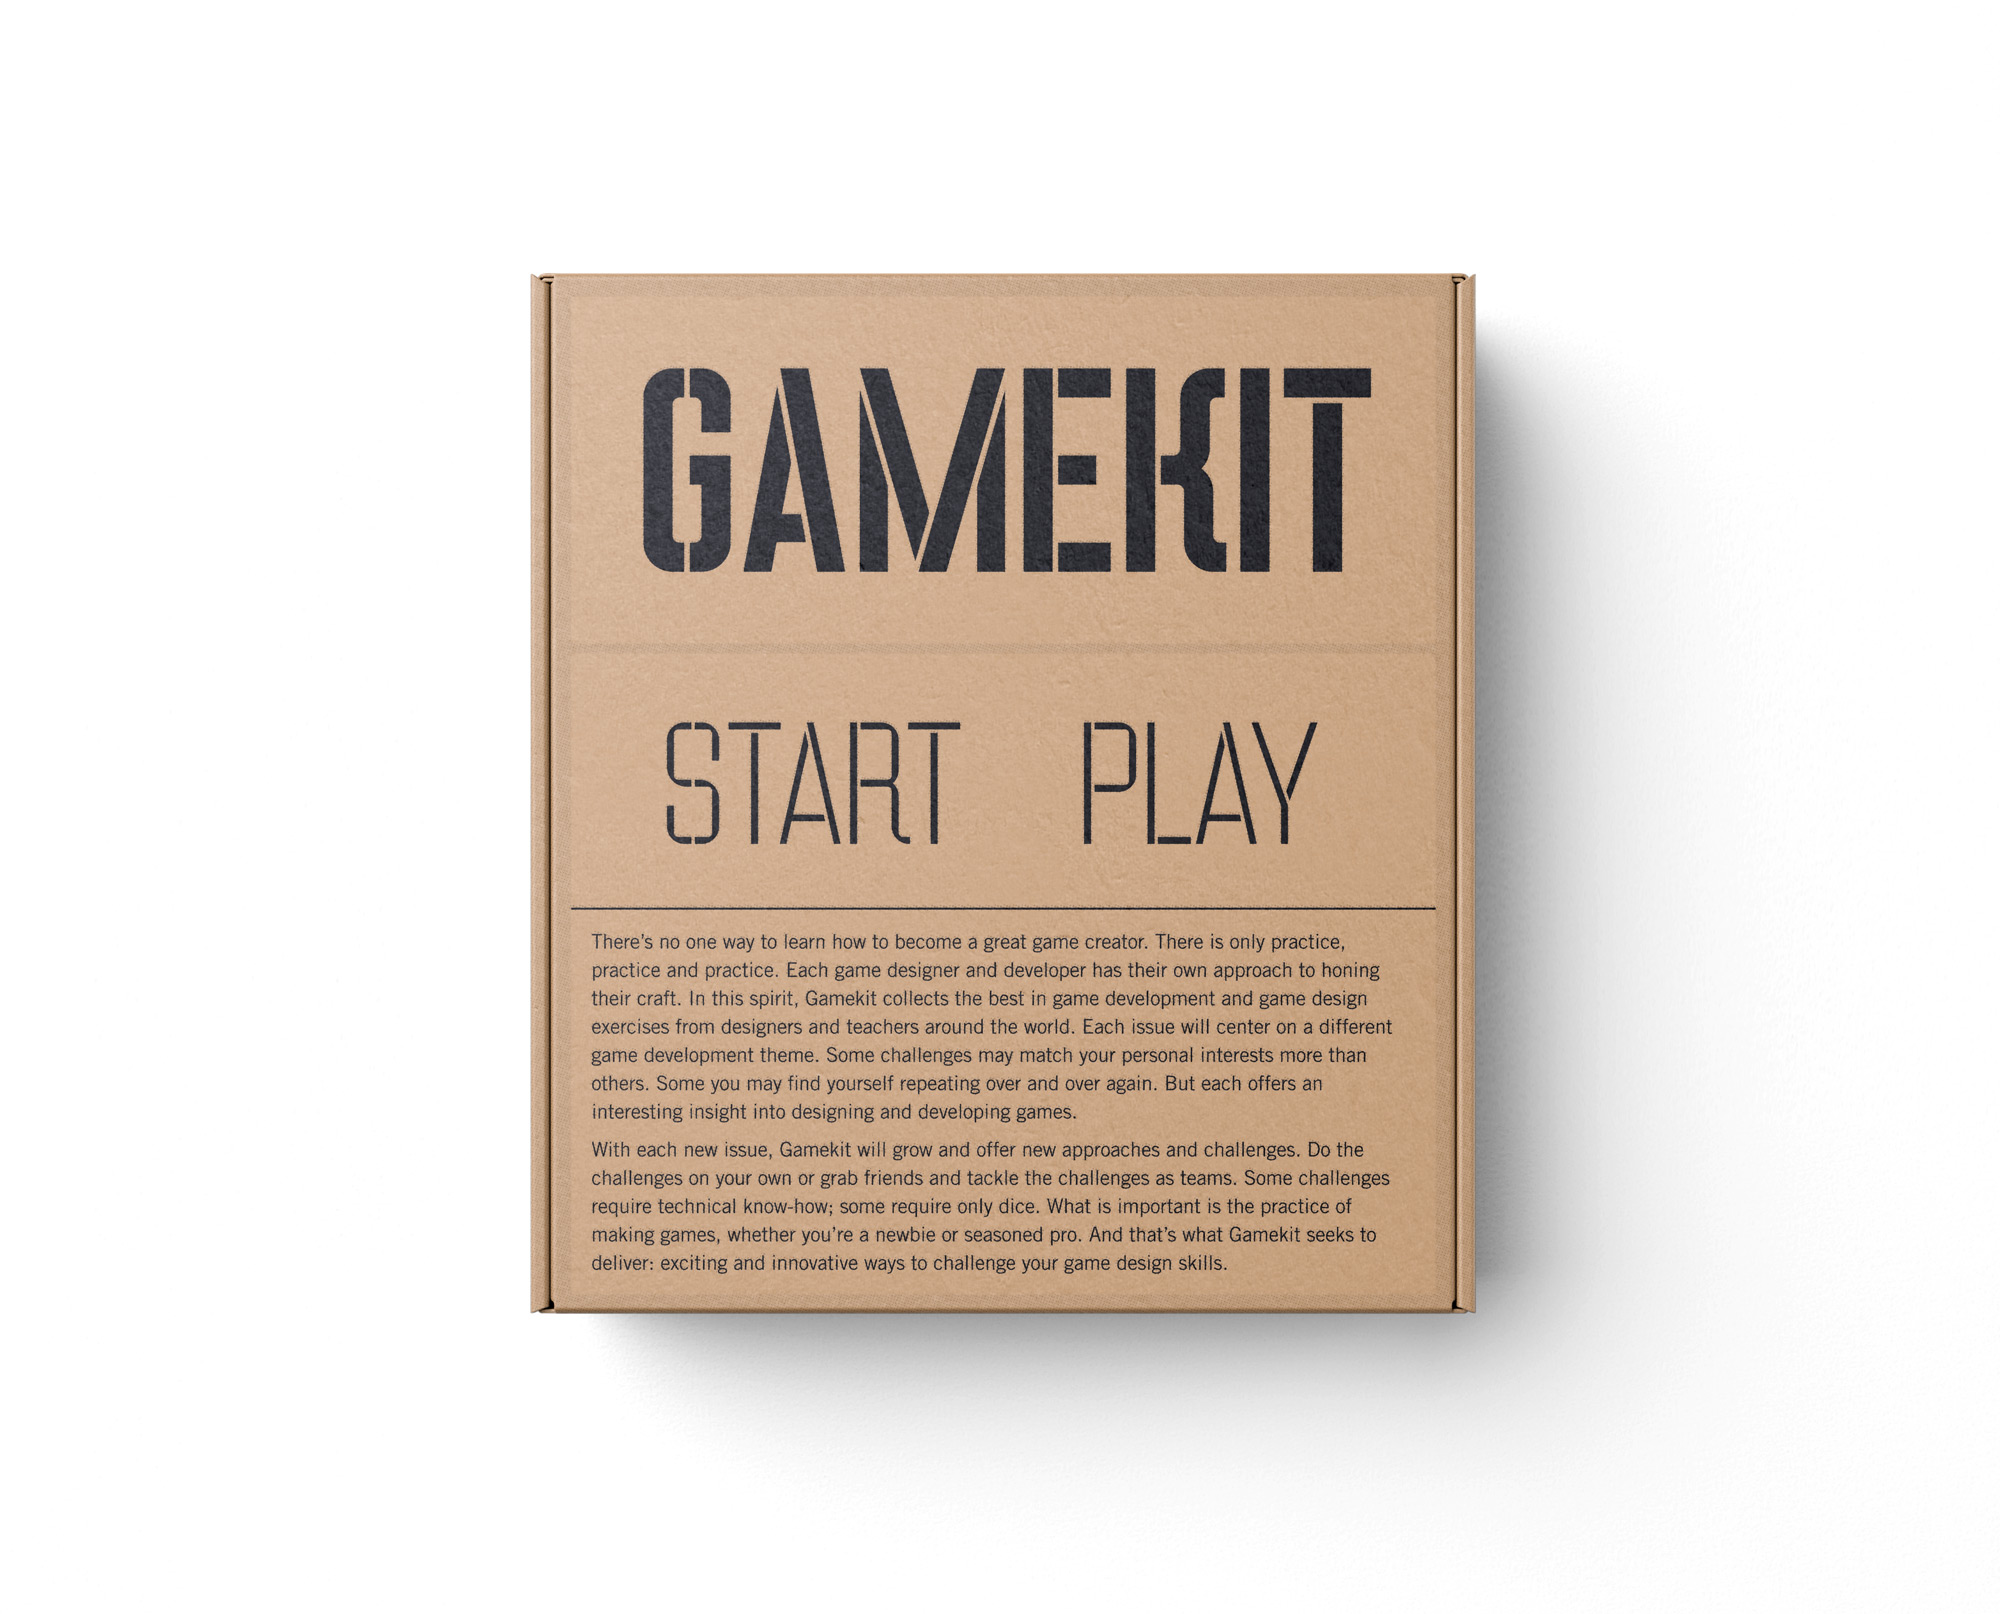 GAMEKIT
START PLAY
There’s no one way to learn how to become a great game creator. There is only practice,
practice and practice. Each game designer and developer has their own approach to honing
their craft. In this spirit, Gamekit collects the best in game development and game design
exercises from designers and teachers around the world. Each issue will center on a different
game development theme. Some challenges may match your personal interests more than
others. Some you may find yourself repeating over and over again. But each offers an
interesting insight into designing and developing games.
With each new issue, Gamekit will grow and offer new approaches and challenges. Do the
challenges on your own or grab friends and tackle the challenges as teams. Some challenges
require technical know-how; some require only dice. What is important is the practice of
making games, whether you’re a newbie or seasoned pro. And that’s what Gamekit seeks to
deliver: exciting and innovative ways to challenge your game design skills.